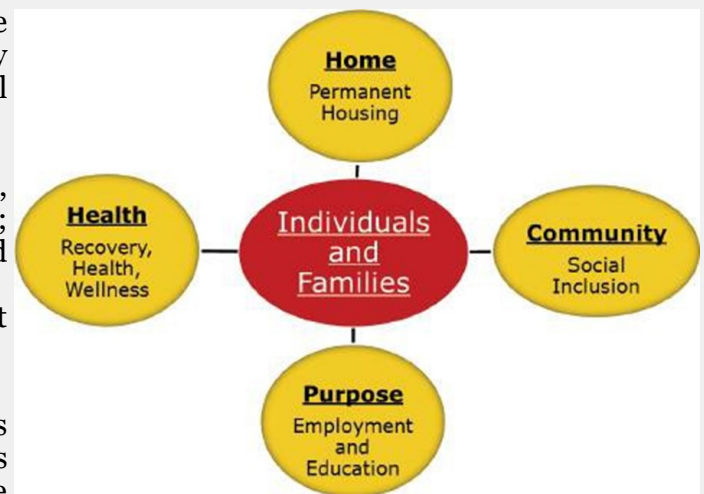 Home
Permanent
Housing
Health
Recovery,
Health,
Wellness
Individuals
and
Families
Community
Social
Inclusion
Purpose
Employment
and
Education